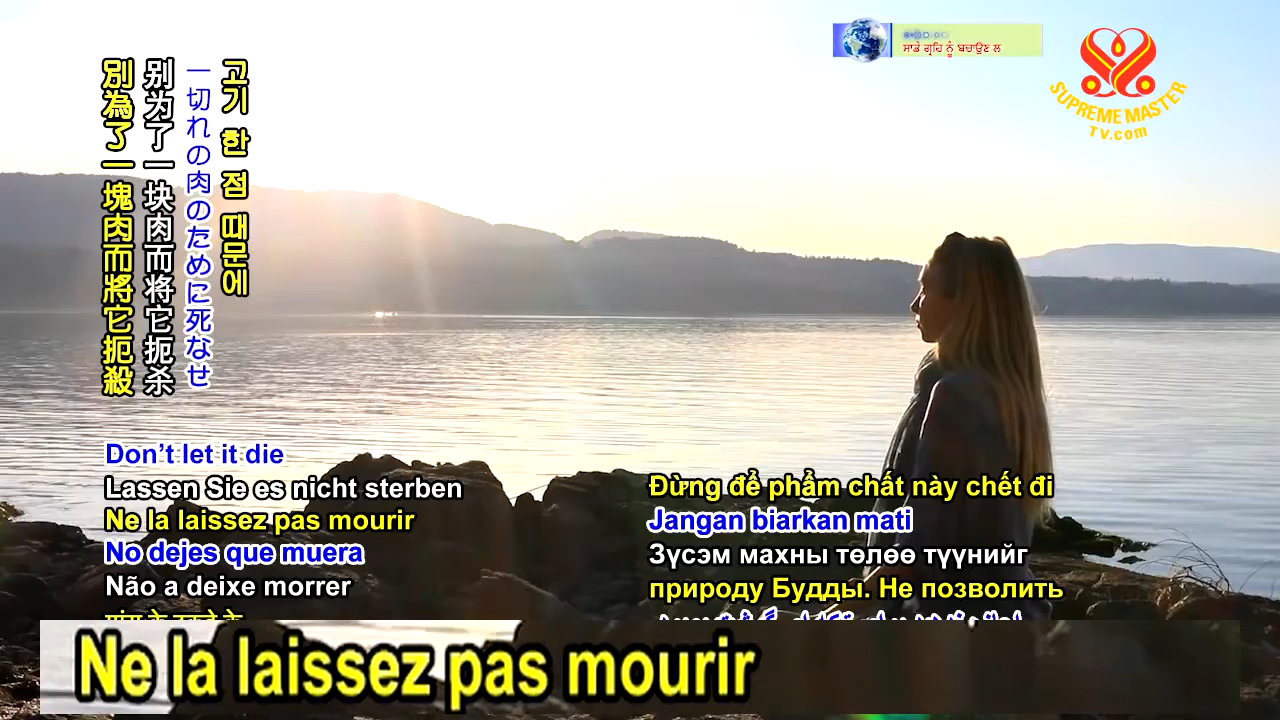 ਸਾਡੇ ਗ੍ਰਹਿ ਨੂੰ ਬਚਾਉਣ ਲ
SUPREME MASTER
TV.com
고기 한 점 때문에
一切れの肉のために死なせ
别为了一块肉而将它扼杀
別為了一塊肉而將它扼殺
Don’t let it die
Lassen Sie es nicht sterben
Ne la laissez pas mourir
No dejes que muera
Não a deixe morrer
Đừng để phẩm chất này chết đi
Jangan biarkan mati
Зүсэм махны төлөө түүнийг
природу Будды. Не позволить
Ne la laissez pas mourir